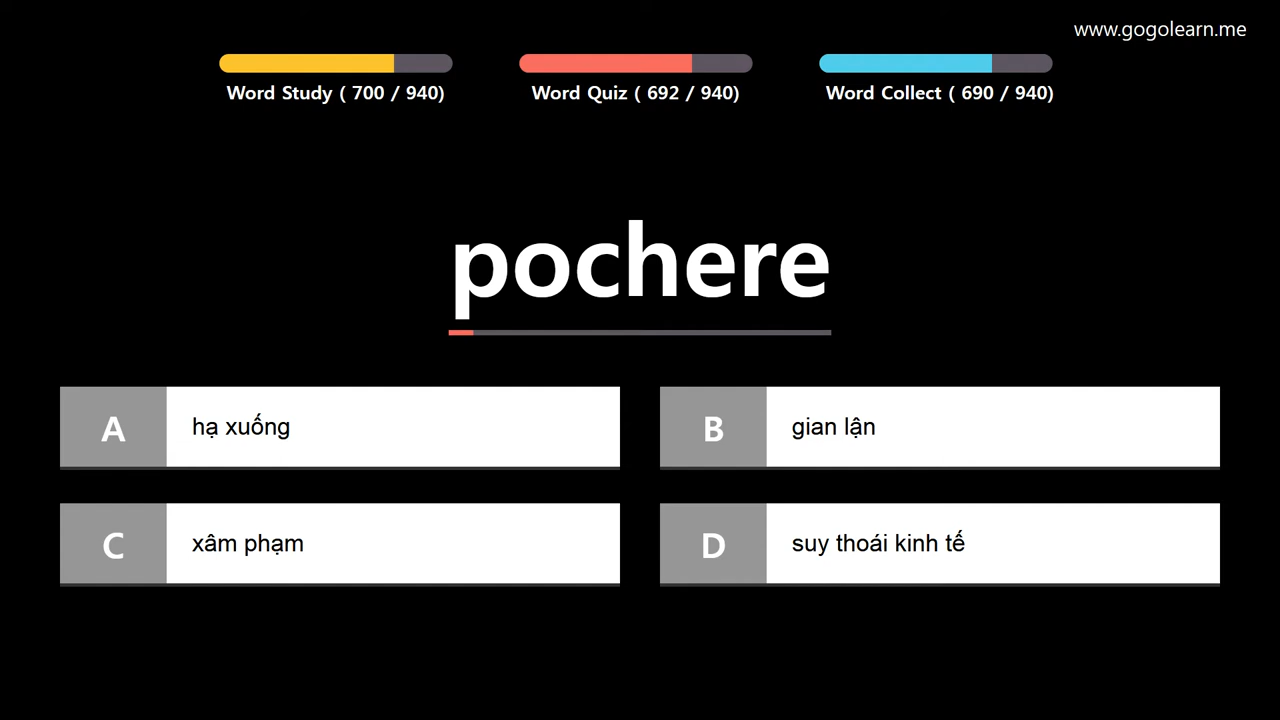 www.gogolearn.me
Word Study ( 700 / 940)
Word Quiz ( 692 / 940)
Word Collect ( 690 / 940)
pochere
A
hạ xuống
B
gian lận
C
xâm phạm
D
suy thoái kinh tế